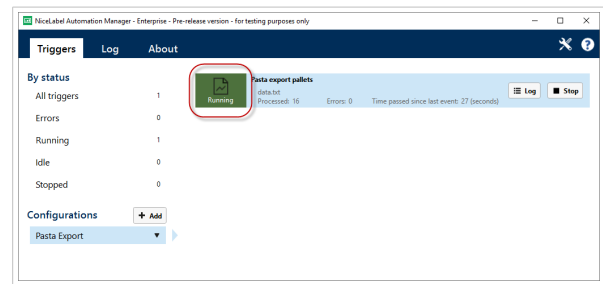 NiceLabel Automation Manager - Enterprise - Pre-release version - for testing purposes only
Triggers Log About
By status
All triggers 1
Errors 0
Running 1
Idle 0
Stopped 0
Configurations + Add
Pasta Export
Running
Pasta export pallets
data.txt
Processed: 16 Errors: 0 Time passed since last event: 27 (seconds)
Log Stop